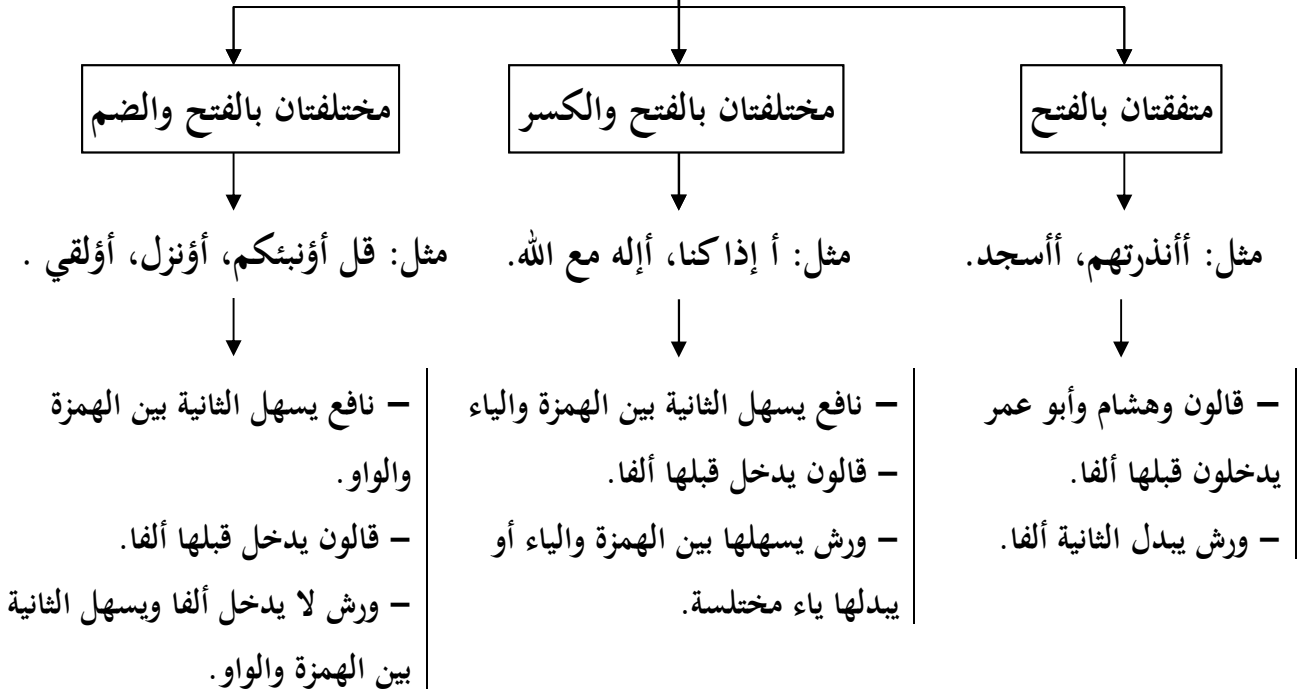 متفقتان بالفتح
مختلفتان بالفتح والكسر
مختلفتان بالفتح والضم
مثل: أأنذرتهم، أأسجد.
مثل: أ إذا كنا، أإله مع الله.
مثل: قل أؤنبئكم، أؤنزل، أؤلقي .
– قالون وهشام وأبو عمر
يدخلون قبلها ألفا.
– ورش يبدل الثانية ألفا.
– نافع يسهل الثانية بين الهمزة والياء
– قالون يدخل قبلها ألفا.
– ورش يسهلها بين الهمزة والياء أو
يبدلها ياء مختلسة.
– نافع يسهل الثانية بين الهمزة
والواو.
– قالون يدخل قبلها ألفا.
– ورش لا يدخل ألفا ويسهل الثانية
بين الهمزة والواو.